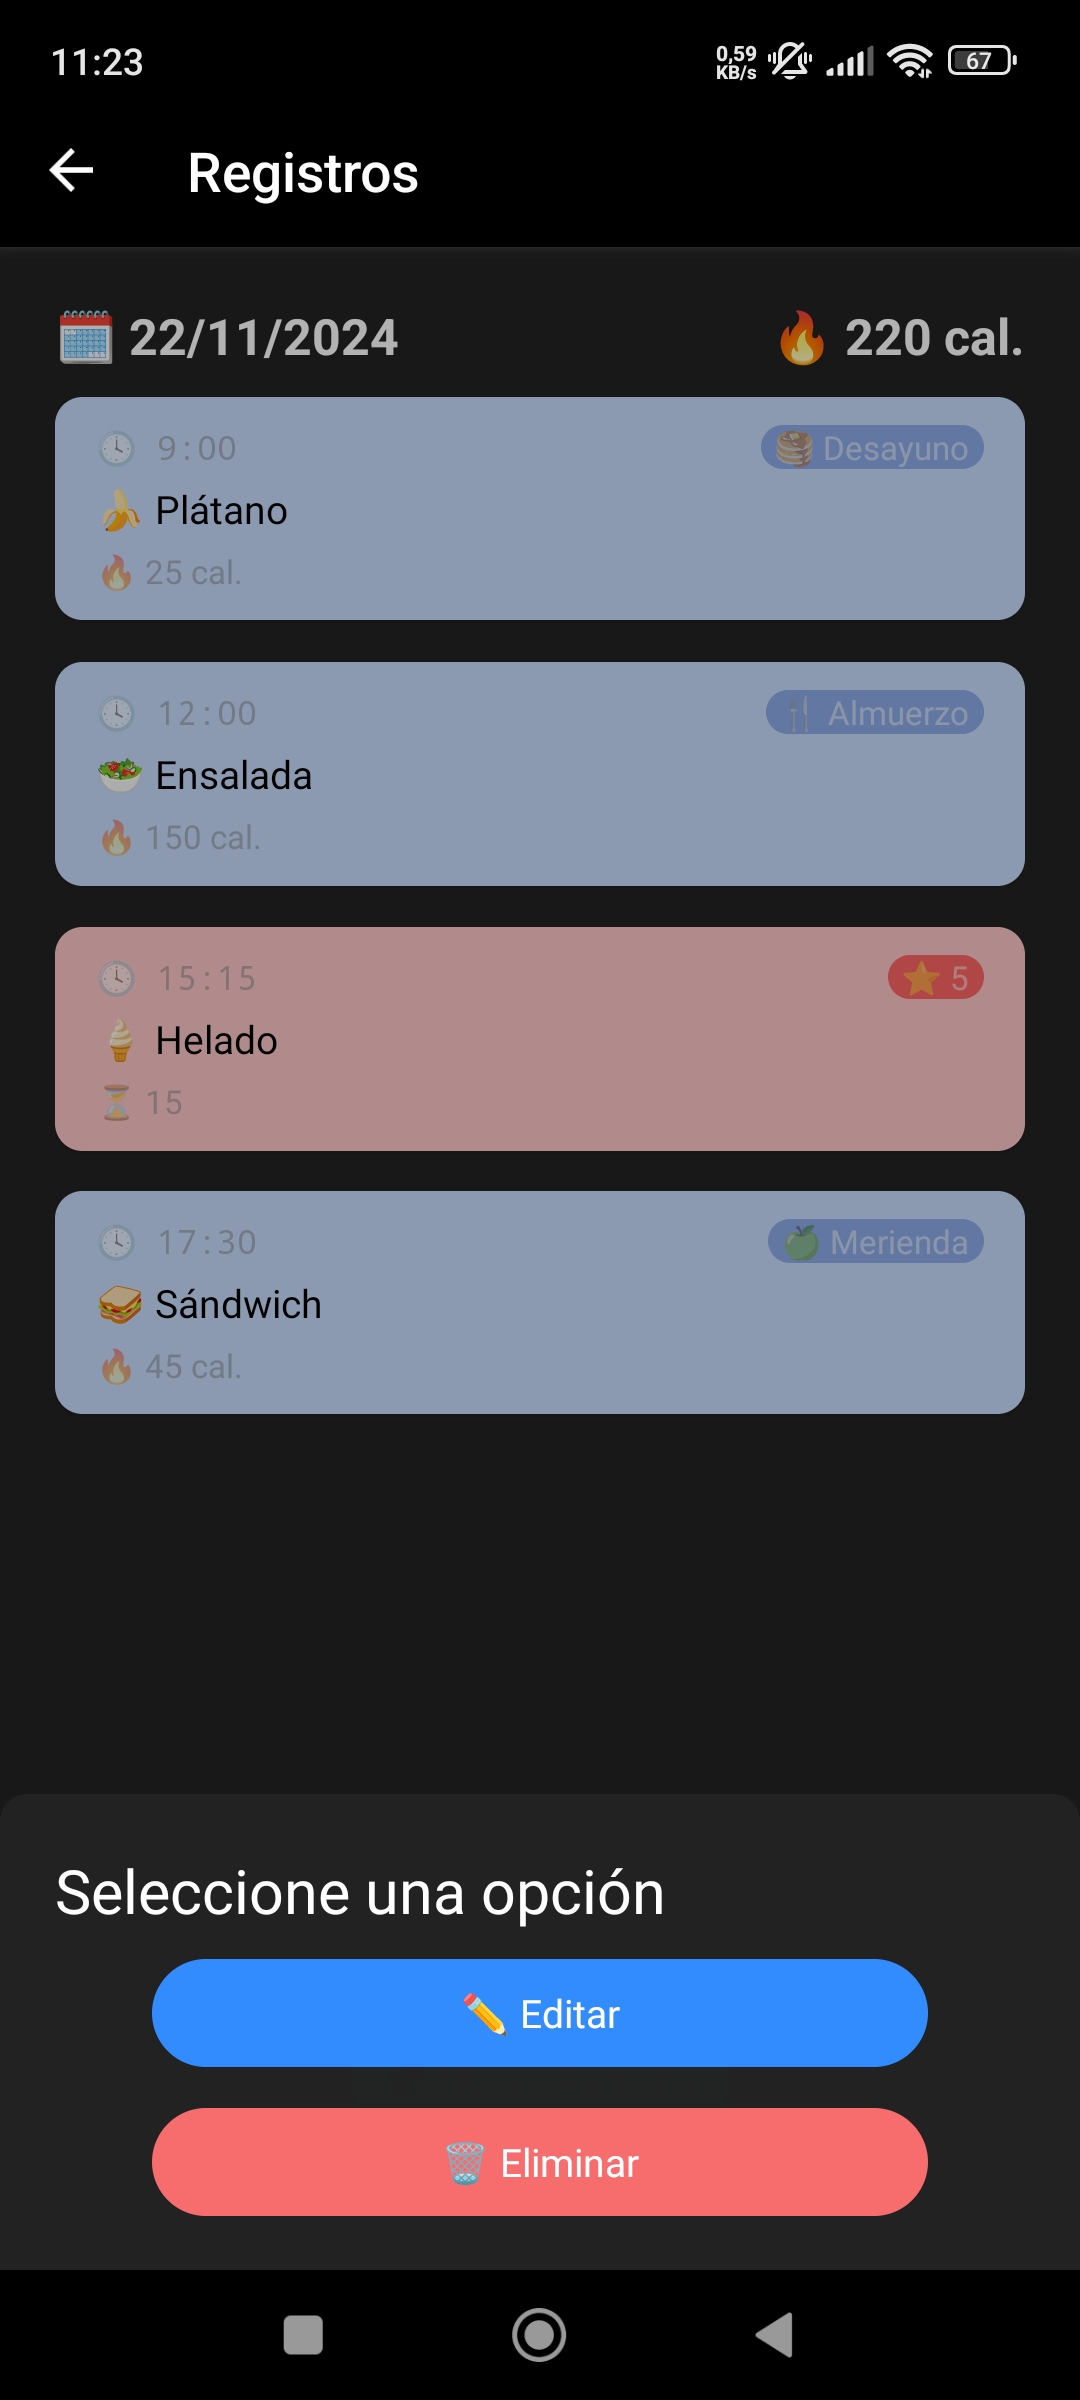 11:23
0,59
KB/s
67
Registros
22/11/2024
220 cal.
9:00
Desayuno
Plátano
25 cal.
12:00
Almuerzo
Ensalada
150 cal.
15:15
5
Helado
15
17:30
Merienda
Sándwich
45 cal.
Seleccione una opción
Editar
Eliminar